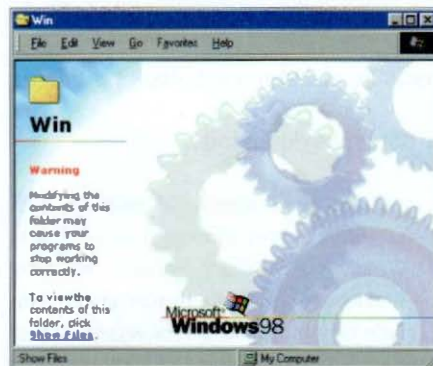 Win
File Edit View Go Favorites Help
Win
Warning
Modifying the
contents of this
folder may
cause your
programs to
stop working
correctly.
To viewthe
contents of this
folder, click
Show Files.
Microsoft
Windows98
Show Files
My Computer